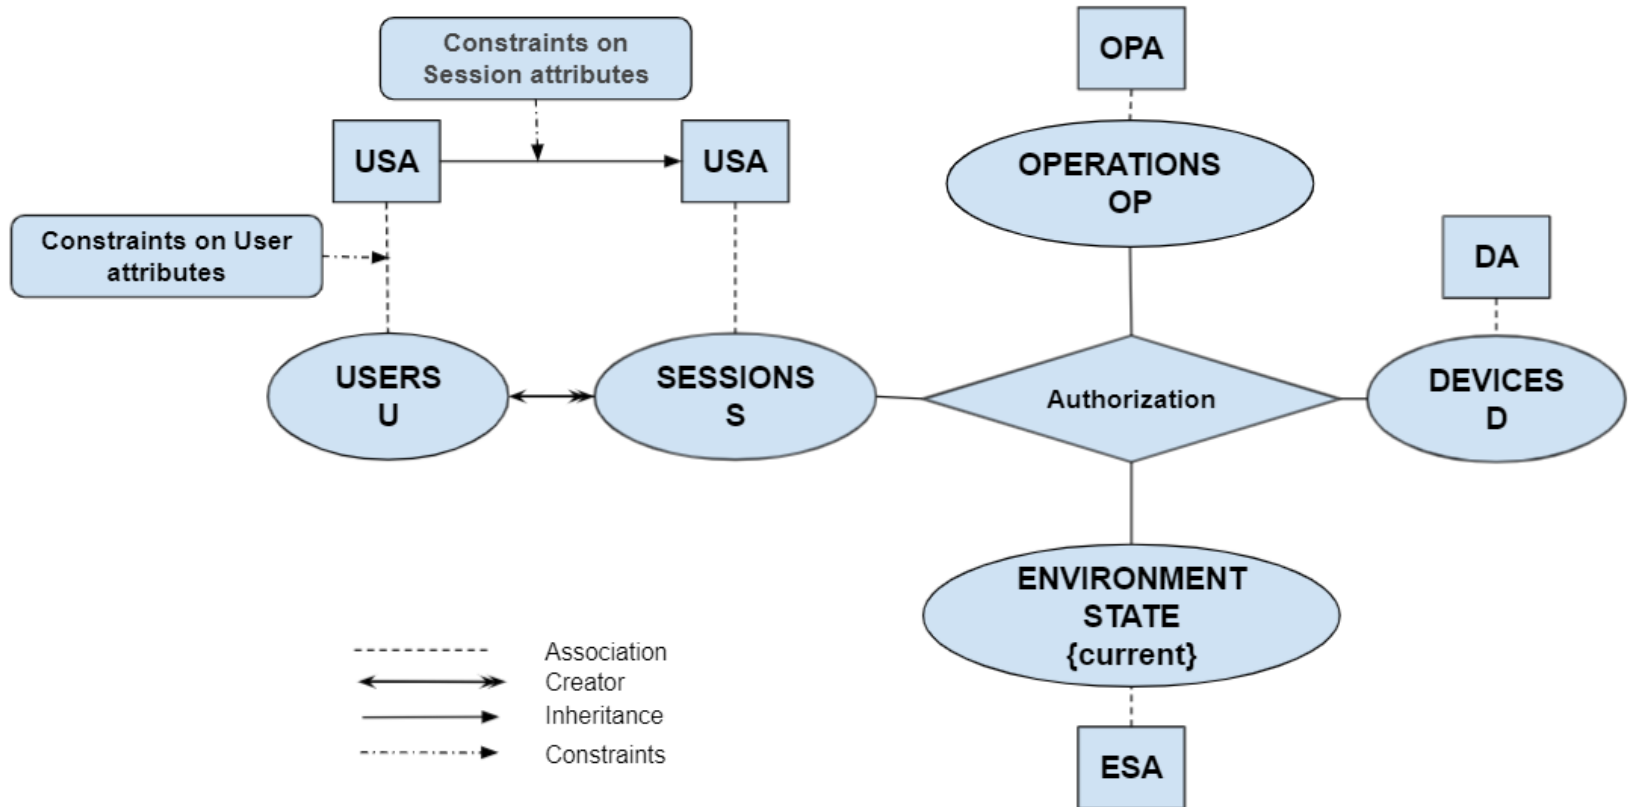 Constraints on
Session attributes
OPA
USA
USA
OPERATIONS
OP
Constraints on User
attributes
DA
USERS
U
SESSIONS
S
Authorization
DEVICES
D
ENVIRONMENT
STATE
{current}
Association
Creator
Inheritance
Constraints
ESA